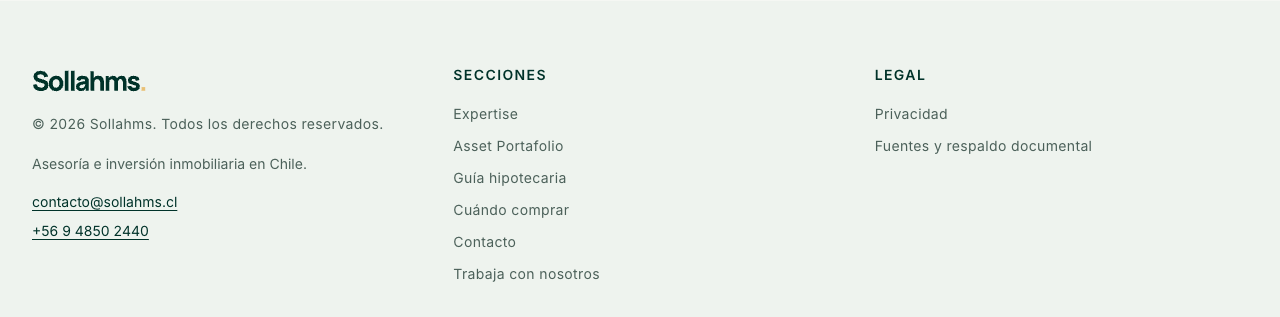 Sollahms.
© 2026 Sollahms. Todos los derechos reservados.
Asesoría e inversión inmobiliaria en Chile.
contacto@sollahms.cl
+56 9 4850 2440
SECCIONES
Expertise
Asset Portafolio
Guía hipotecaria
Cuándo comprar
Contacto
Trabaja con nosotros
LEGAL
Privacidad
Fuentes y respaldo documental